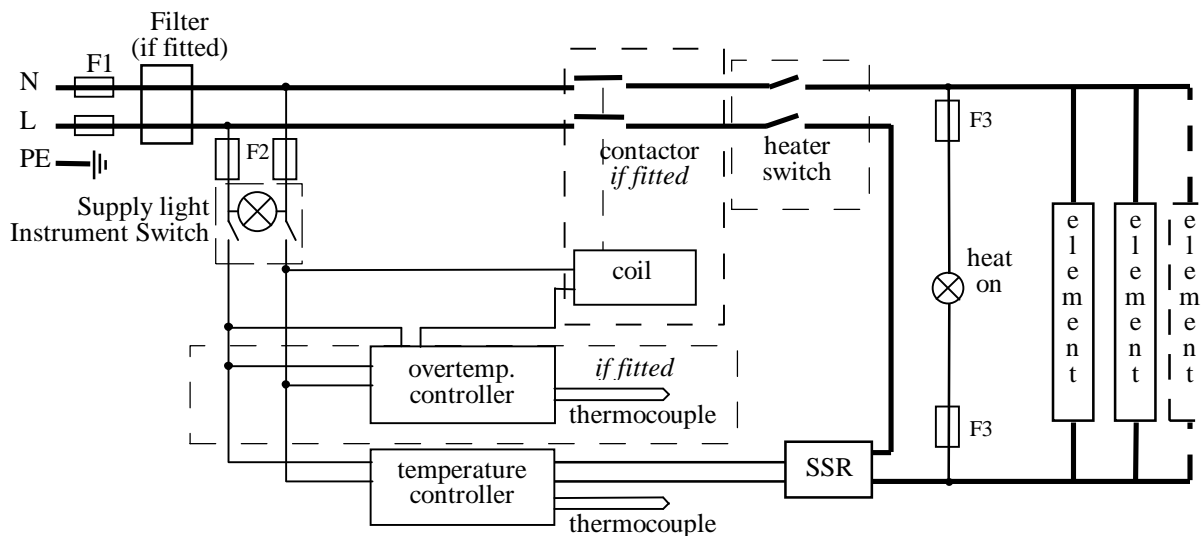 Filter
(if fitted)
F1
N
L
PE
F2
Supply light
Instrument Switch
contactor
if fitted
heater
switch
coil
overtemp.
controller
if fitted
thermocouple
temperature
controller
thermocouple
SSR
F3
heat
on
F3
element
element
element